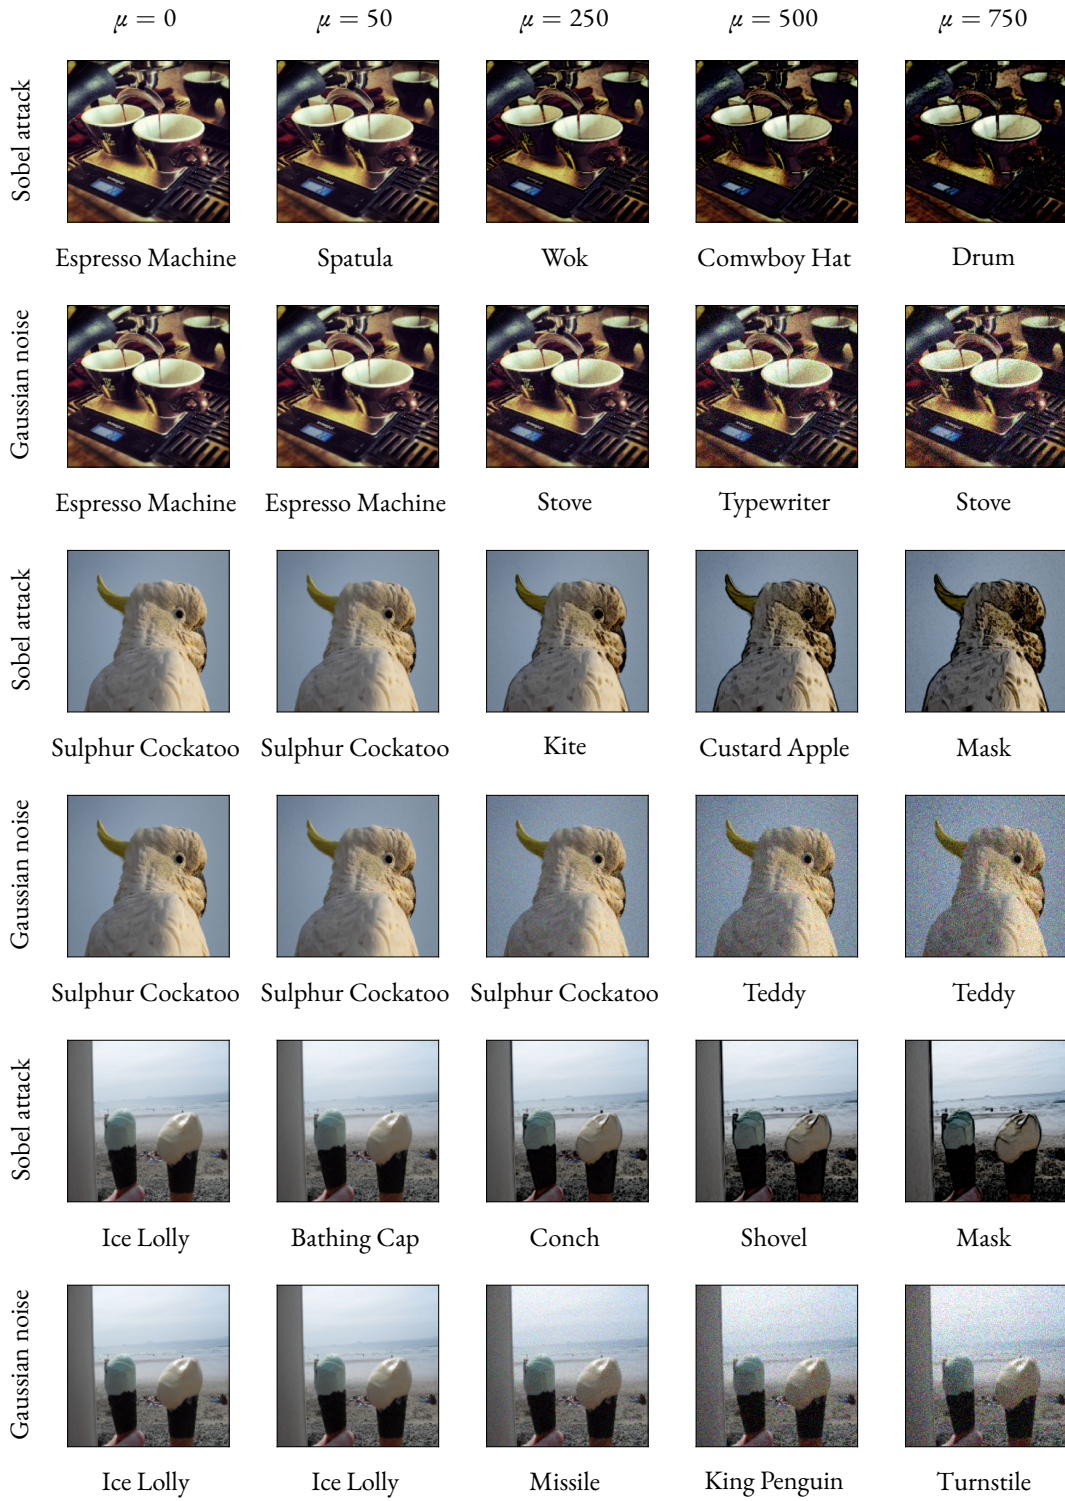 μ = 0 μ = 50 μ = 250 μ = 500 μ = 750
Sobel attack
Espresso Machine Spatula Wok Comwboy Hat Drum
Gaussian noise
Espresso Machine Espresso Machine Stove Typewriter Stove
Sobel attack
Sulphur Cockatoo Sulphur Cockatoo Kite Custard Apple Mask
Gaussian noise
Sulphur Cockatoo Sulphur Cockatoo Sulphur Cockatoo Teddy Teddy
Sobel attack
Ice Lolly Bathing Cap Conch Shovel Mask
Gaussian noise
Ice Lolly Ice Lolly Missile King Penguin Turnstile